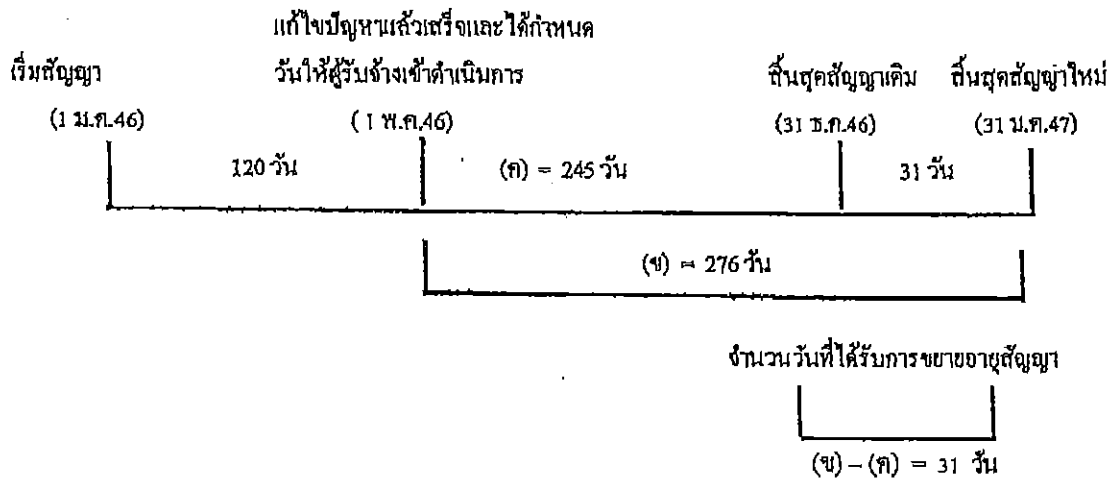 แก้ไขปัญหาแล้วเสร็จและได้กำหนด
เริ่มสัญญา วันให้ผู้รับจ้างเข้าดำเนินการ สิ้นสุดสัญญาเดิม สิ้นสุดสัญญาใหม่
(1 ม.ค.46) (1 พ.ค.46) (31 ธ.ค.46) (31 ม.ค.47)
120 วัน (ค) = 245 วัน 31 วัน
(ข) = 276 วัน
จำนวนวันที่ได้รับการขยายอายุสัญญา
(ข) – (ค) = 31 วัน